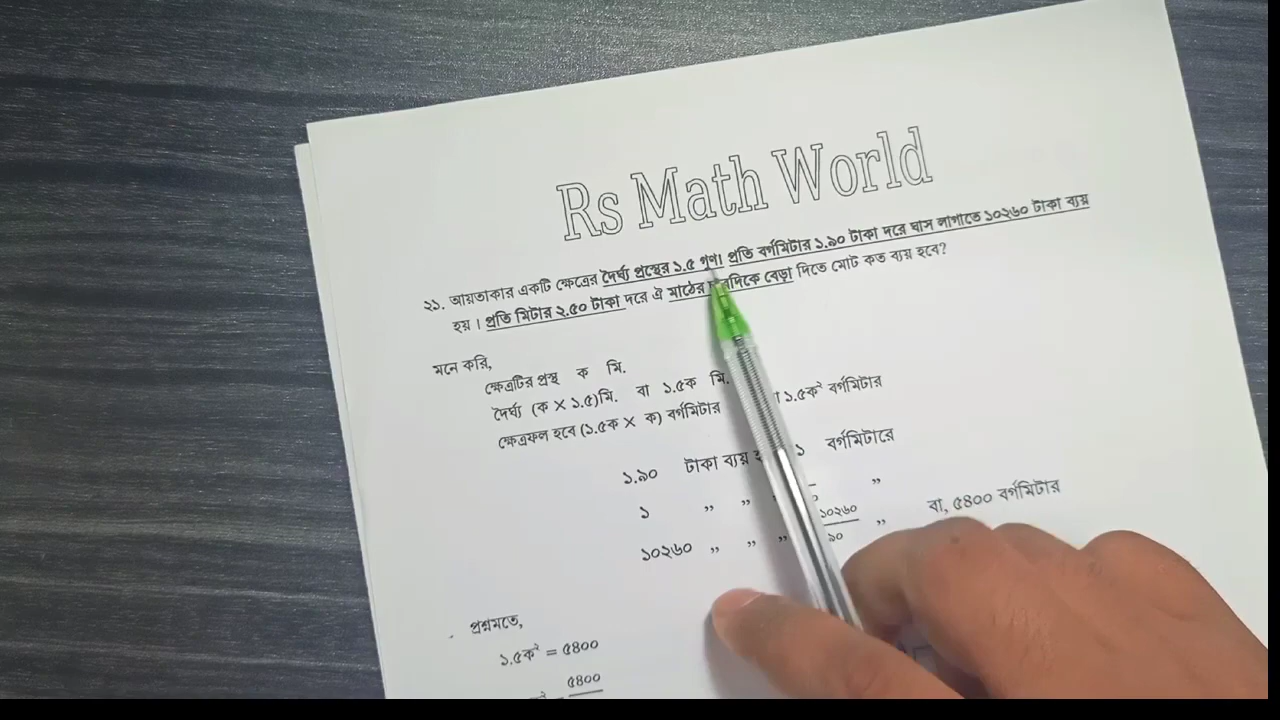 Rs Math World
২১. আয়তাকার একটি ক্ষেত্রের দৈর্ঘ্য প্রস্থের ১.৫ গুণ। প্রতি বর্গমিটার ১.৯০ টাকা দরে ঘাস লাগাতে ১০২৬০ টাকা ব্যয়
হয়। প্রতি মিটার ২.৫০ টাকা দরে ঐ মাঠের দিকে বেড়া দিতে মোট কত ব্যয় হবে?
মনে করি,
ক্ষেত্রটির প্রস্থ ক মি.
দৈর্ঘ্য (ক X ১.৫)মি. বা ১.৫ক মি.
ক্ষেত্রফল হবে (১.৫ক X ক) বর্গমিটার ১.৫ক² বর্গমিটার
১.৯০ টাকা ব্যয় ১ বর্গমিটারে
১ ,, ,, ,,
১০২৬০ ,, ,, ,, ১০২৬০ ,, বা, ৫৪০০ বর্গমিটার
৯০
প্রশ্নমতে,
১.৫ক² = ৫৪০০
৫৪০০